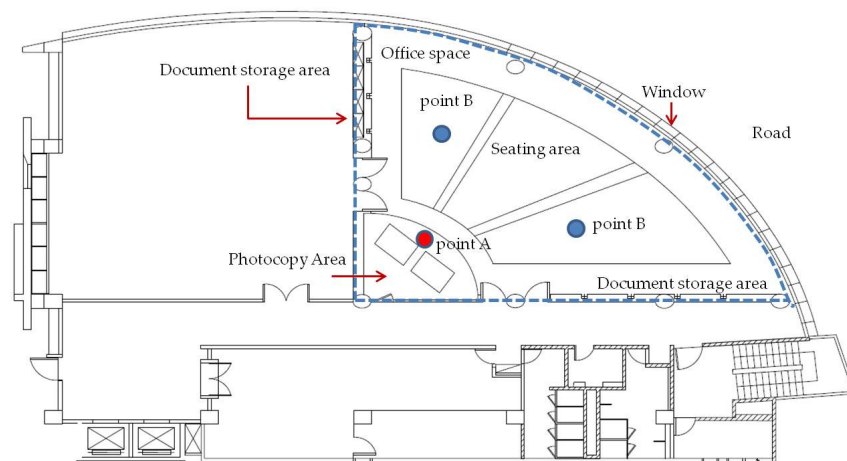 Office space
Document storage area
Window
point B
Road
Seating area
point B
point A
Photocopy Area
Document storage area